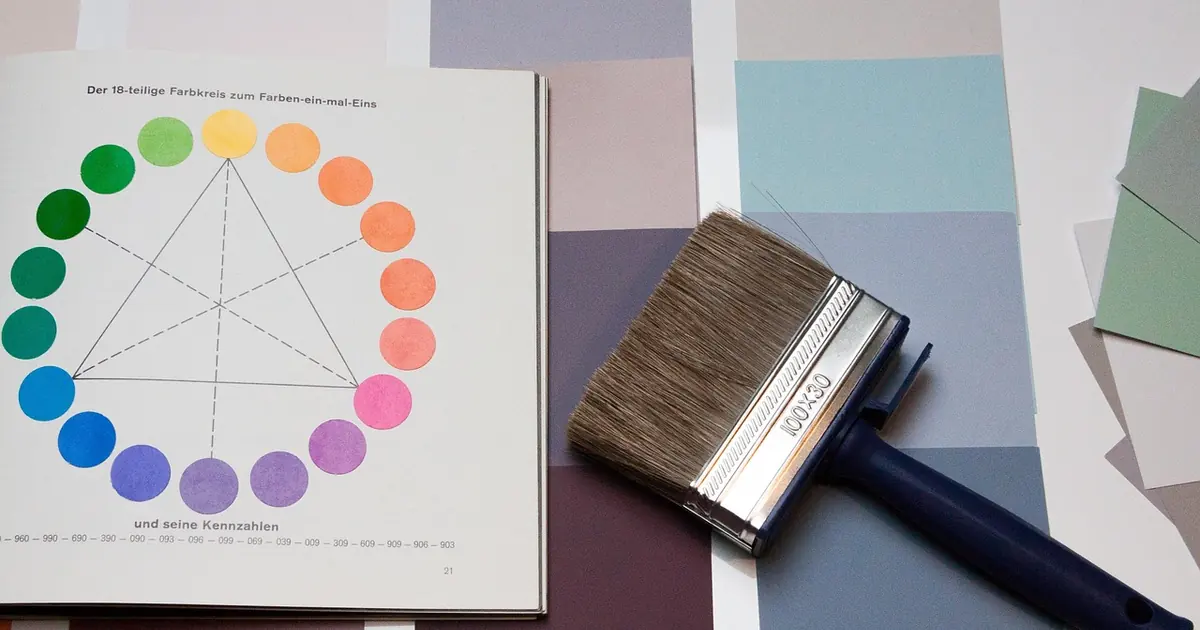 Der 18-teilige Farbkreis zum Farben-ein-mal-Eins
und seine Kennzahlen
– 960 – 990 – 690 – 390 – 090 – 093 – 096 – 099 – 069 – 039 – 009 – 309 – 609 – 909 – 906 – 903
21
100X30